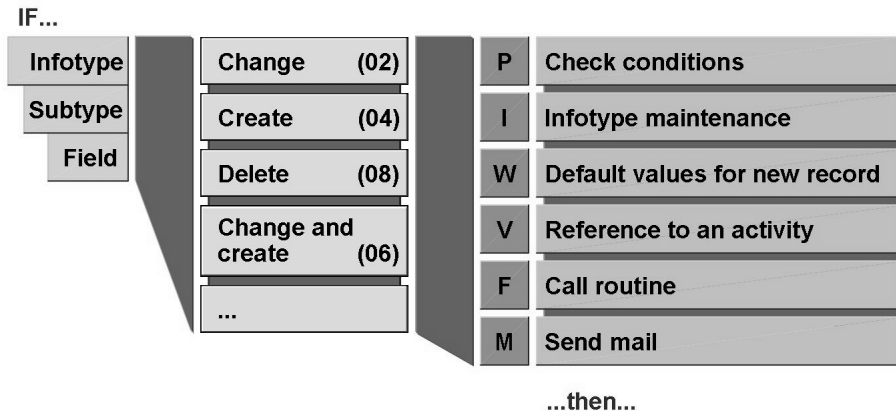 IF...
Infotype
Subtype
Field
Change (02)
Create (04)
Delete (08)
Change and
create (06)
...
P Check conditions
I Infotype maintenance
W Default values for new record
V Reference to an activity
F Call routine
M Send mail
...then...